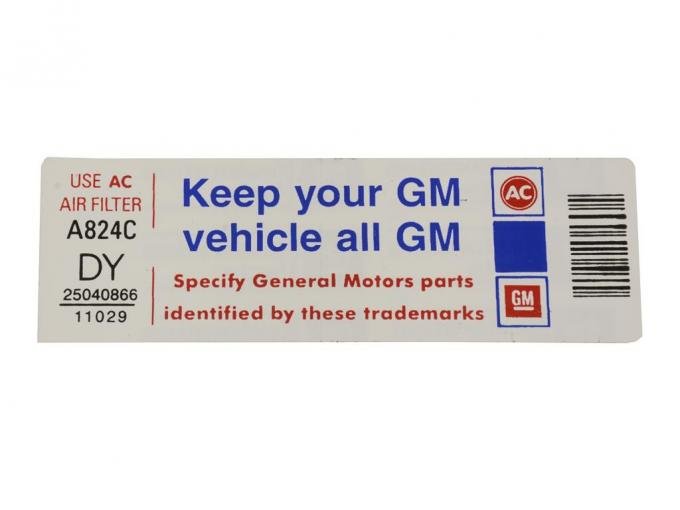 USE AC
AIR FILTER
A824C
DY
25040866
11029
Keep your GM
vehicle all GM
Specify General Motors parts
identified by these trademarks
AC
GM